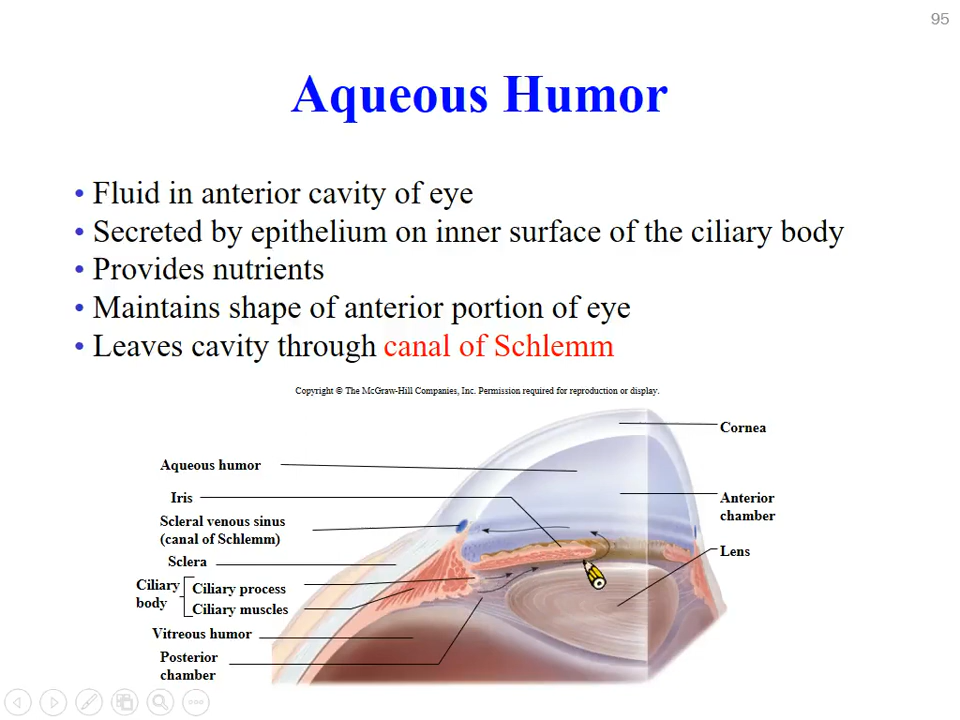 95
Aqueous Humor
• Fluid in anterior cavity of eye
• Secreted by epithelium on inner surface of the ciliary body
• Provides nutrients
• Maintains shape of anterior portion of eye
• Leaves cavity through canal of Schlemm
Copyright © The McGraw-Hill Companies, Inc. Permission required for reproduction or display.
Cornea
Aqueous humor
Iris
Anterior
chamber
Scleral venous sinus
(canal of Schlemm)
Lens
Sclera
Ciliary
body
Ciliary process
Ciliary muscles
Vitreous humor
Posterior
chamber